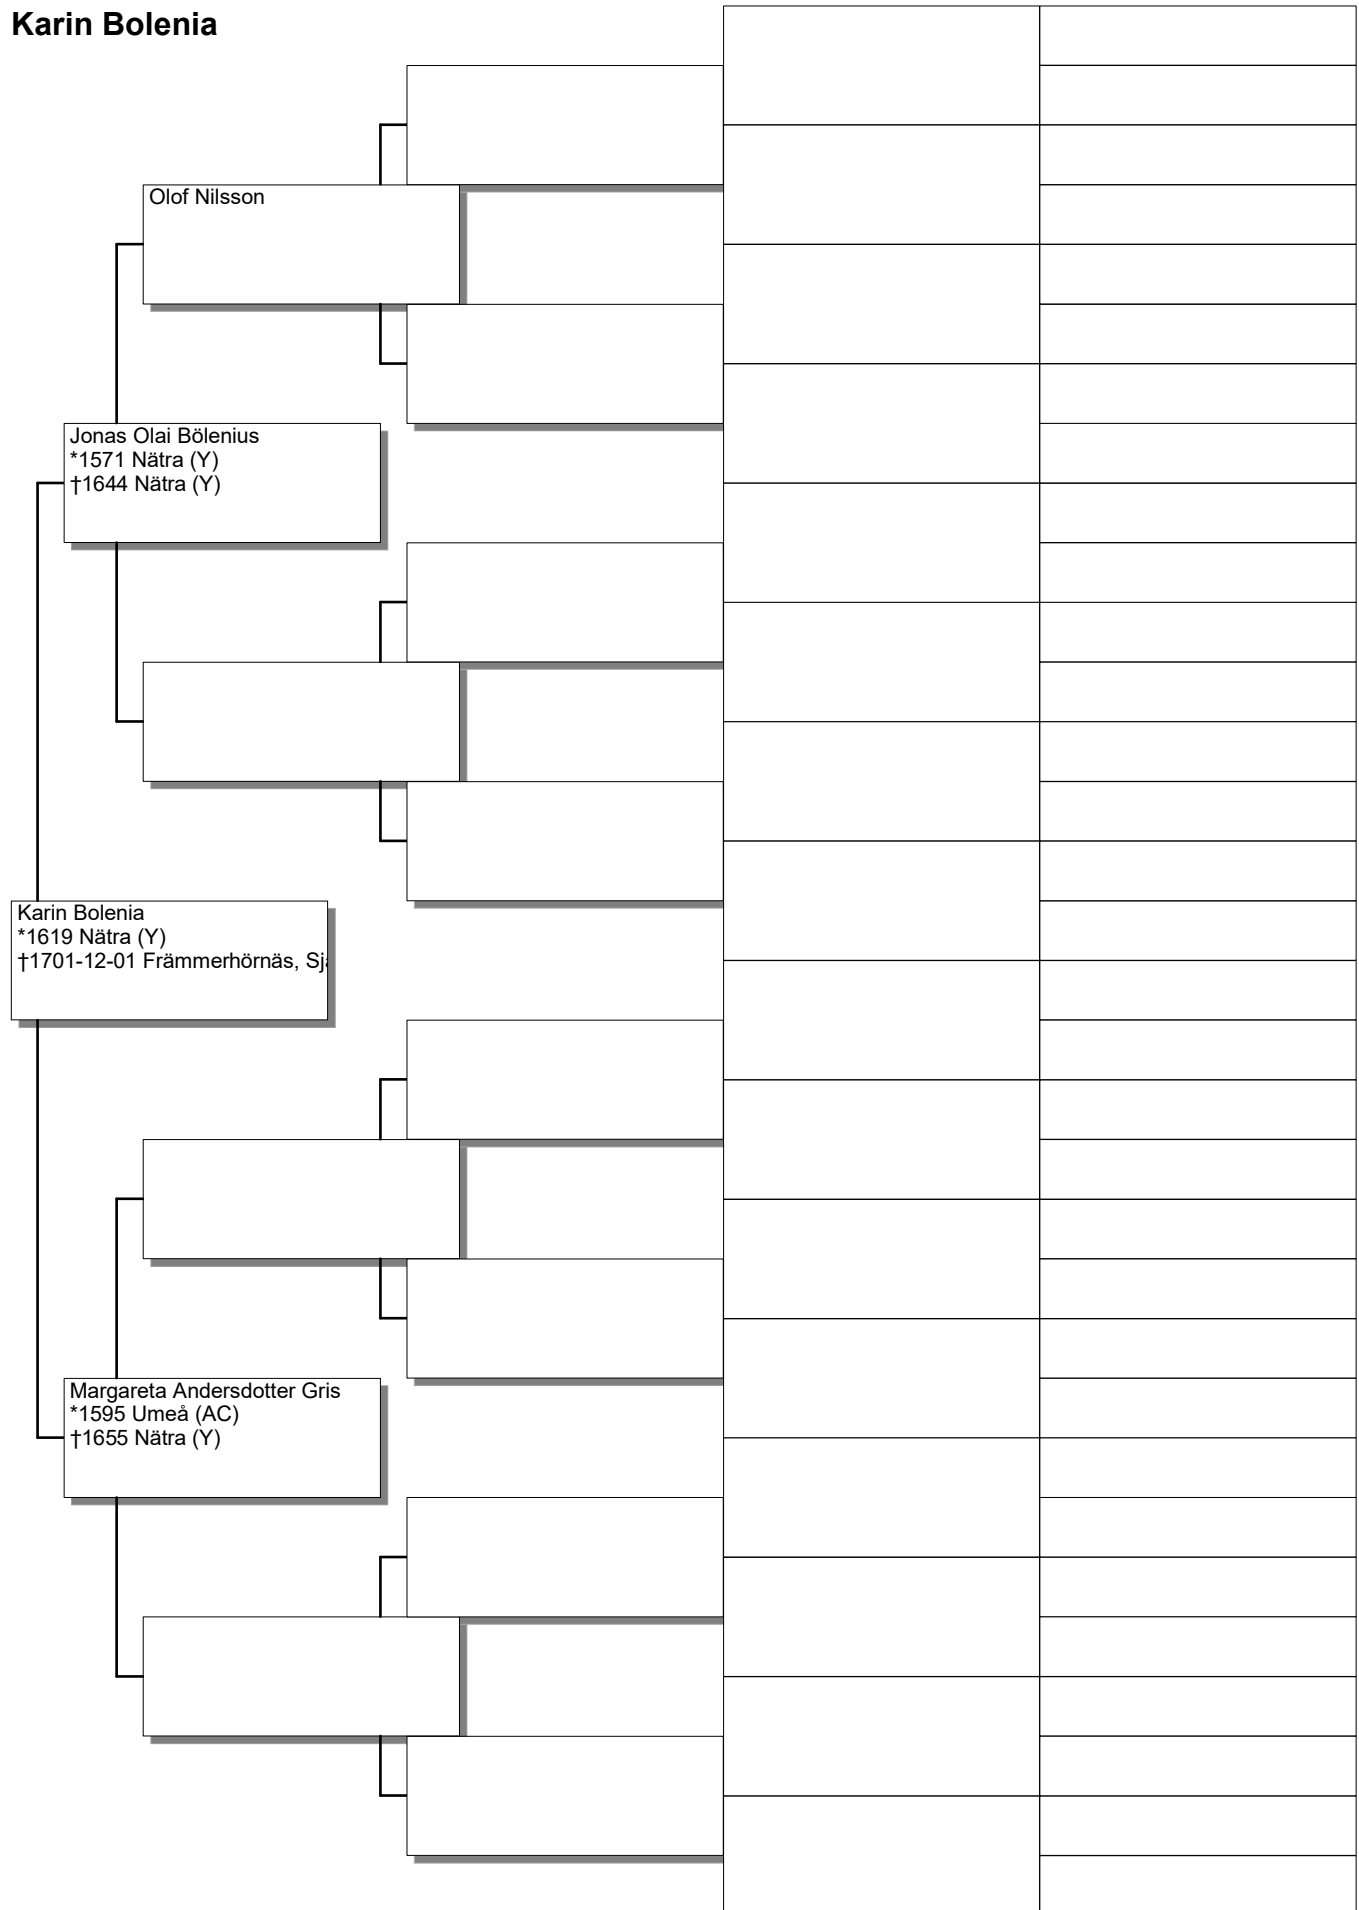 Karin Bolenia
Olof Nilsson
Jonas Olai Bölenius
*1571 Nätra (Y)
†1644 Nätra (Y)
Karin Bolenia
*1619 Nätra (Y)
†1701-12-01 Främmerhörnäs,
Margareta Andersdotter Gris
*1595 Umeå (AC)
†1655 Nätra (Y)